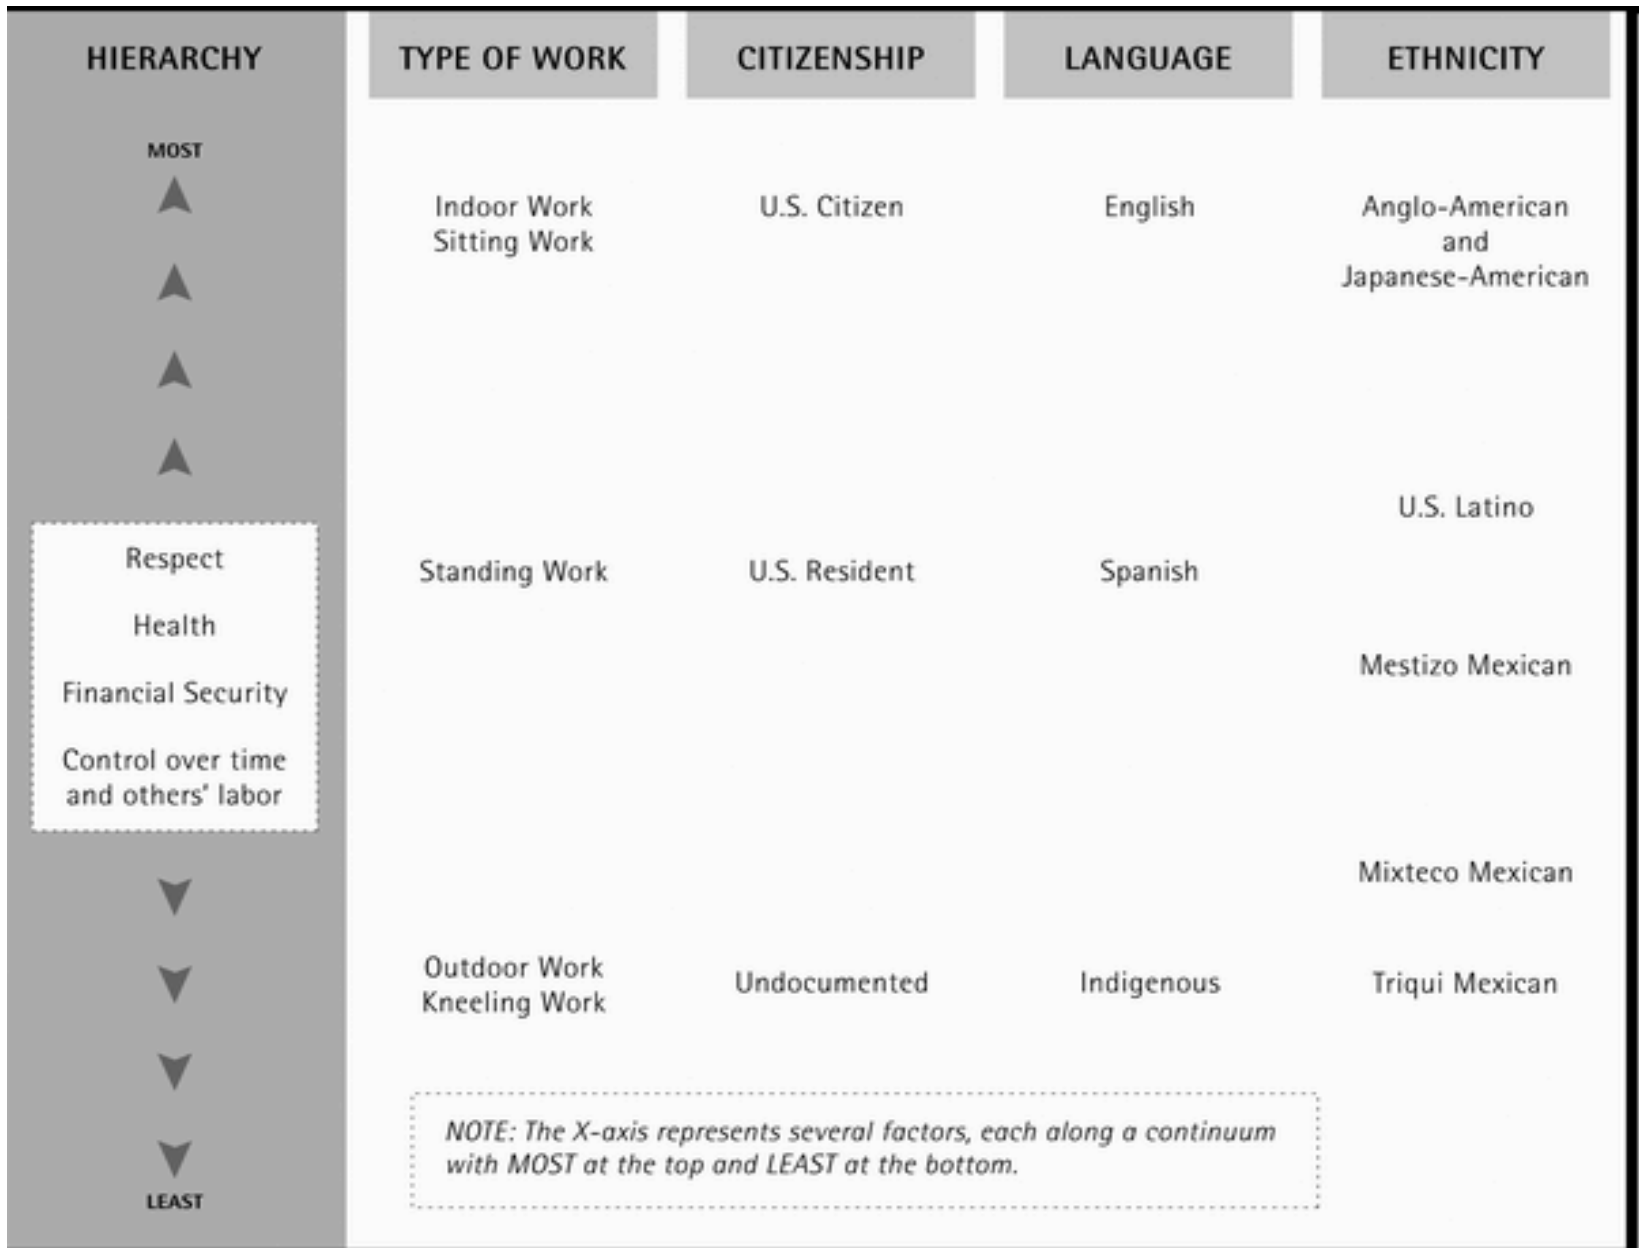 HIERARCHY
TYPE OF WORK
CITIZENSHIP
LANGUAGE
ETHNICITY
MOST
Indoor Work
Sitting Work
U.S. Citizen
English
Anglo-American
and
Japanese-American
U.S. Latino
Respect
Health
Financial Security
Control over time
and others' labor
Standing Work
U.S. Resident
Spanish
Mestizo Mexican
Mixteco Mexican
Outdoor Work
Kneeling Work
Undocumented
Indigenous
Triqui Mexican
NOTE: The X-axis represents several factors, each along a continuum
with MOST at the top and LEAST at the bottom.
LEAST